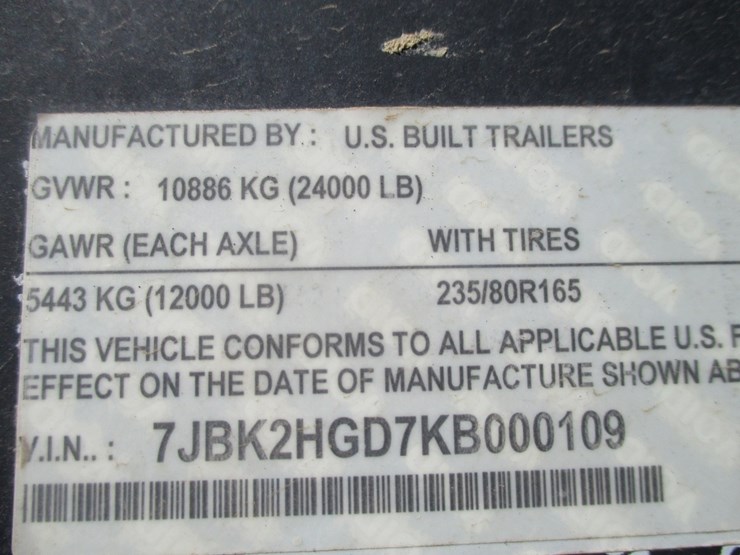 MANUFACTURED BY.: U.S. BUILT TRAILERS
GVWR : 10886 KG (24000 LB)
GAWR (EACH AXLE) WITH TIRES
5443 KG (12000 LB) 235/80R165
THIS VEHICLE CONFORMS TO ALL APPLICABLE U.S. F
EFFECT ON THE DATE OF MANUFACTURE SHOWN AB
V.I.N.. : 7JBK2HGD7KB000109